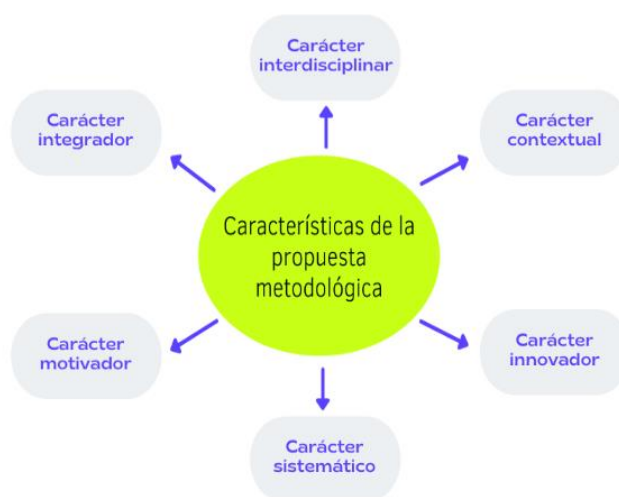 Carácter
interdisciplinar
Carácter
integrador
Carácter
contextual
Características de la
propuesta
metodológica
Carácter
motivador
Carácter
innovador
Carácter
sistemático